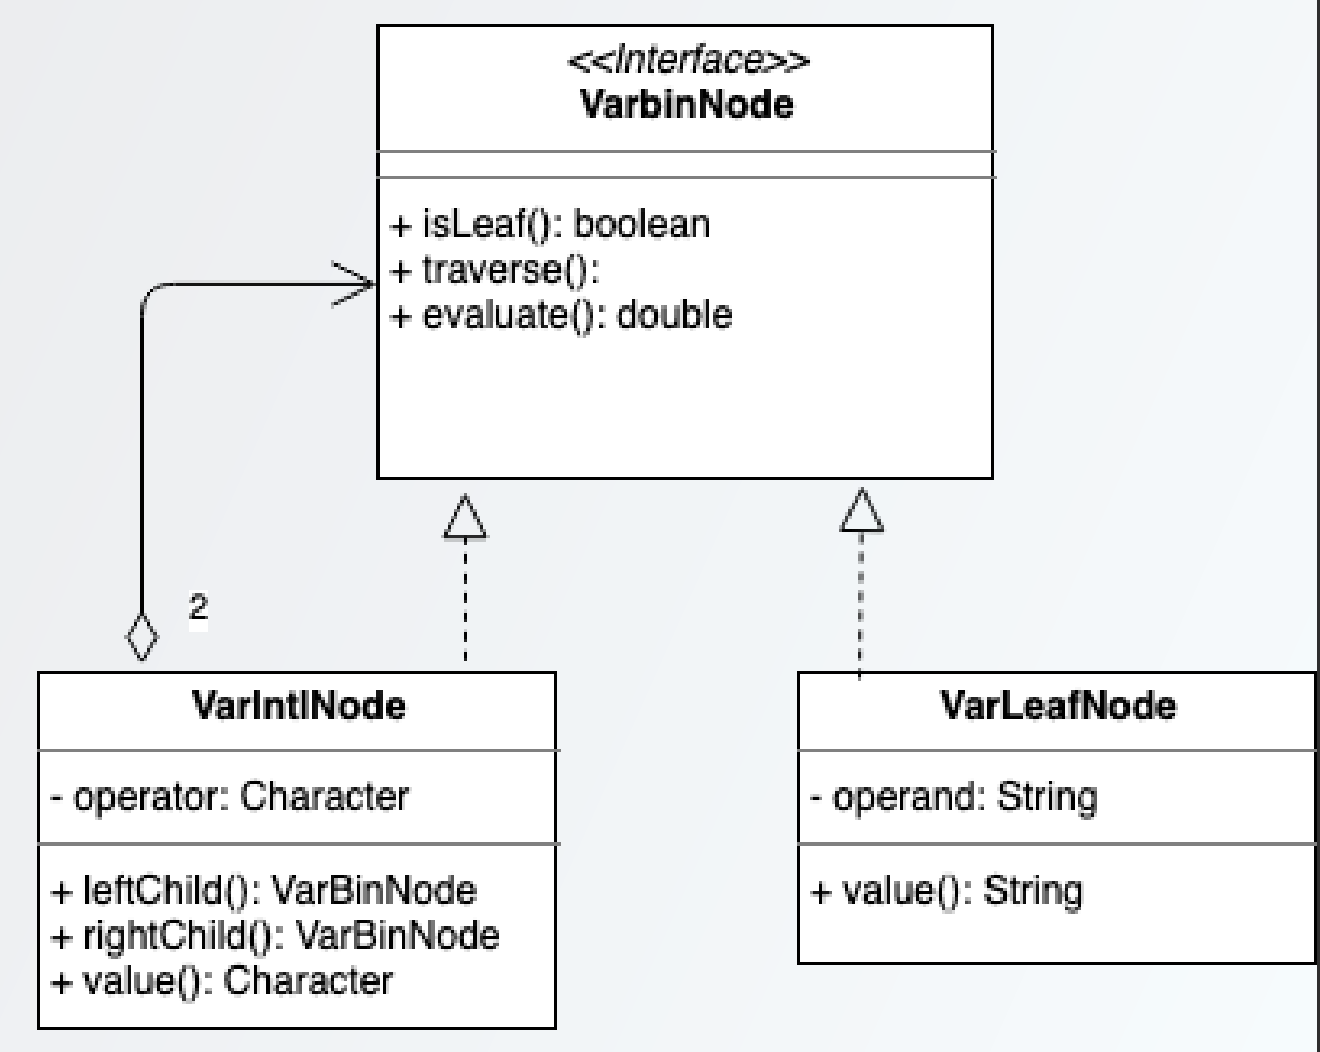 <<Interface>>
VarbinNode
+ isLeaf(): boolean
+ traverse():
+ evaluate(): double
2
VarIntlNode
- operator: Character
+ leftChild(): VarBinNode
+ rightChild(): VarBinNode
+ value(): Character
VarLeafNode
- operand: String
+ value(): String